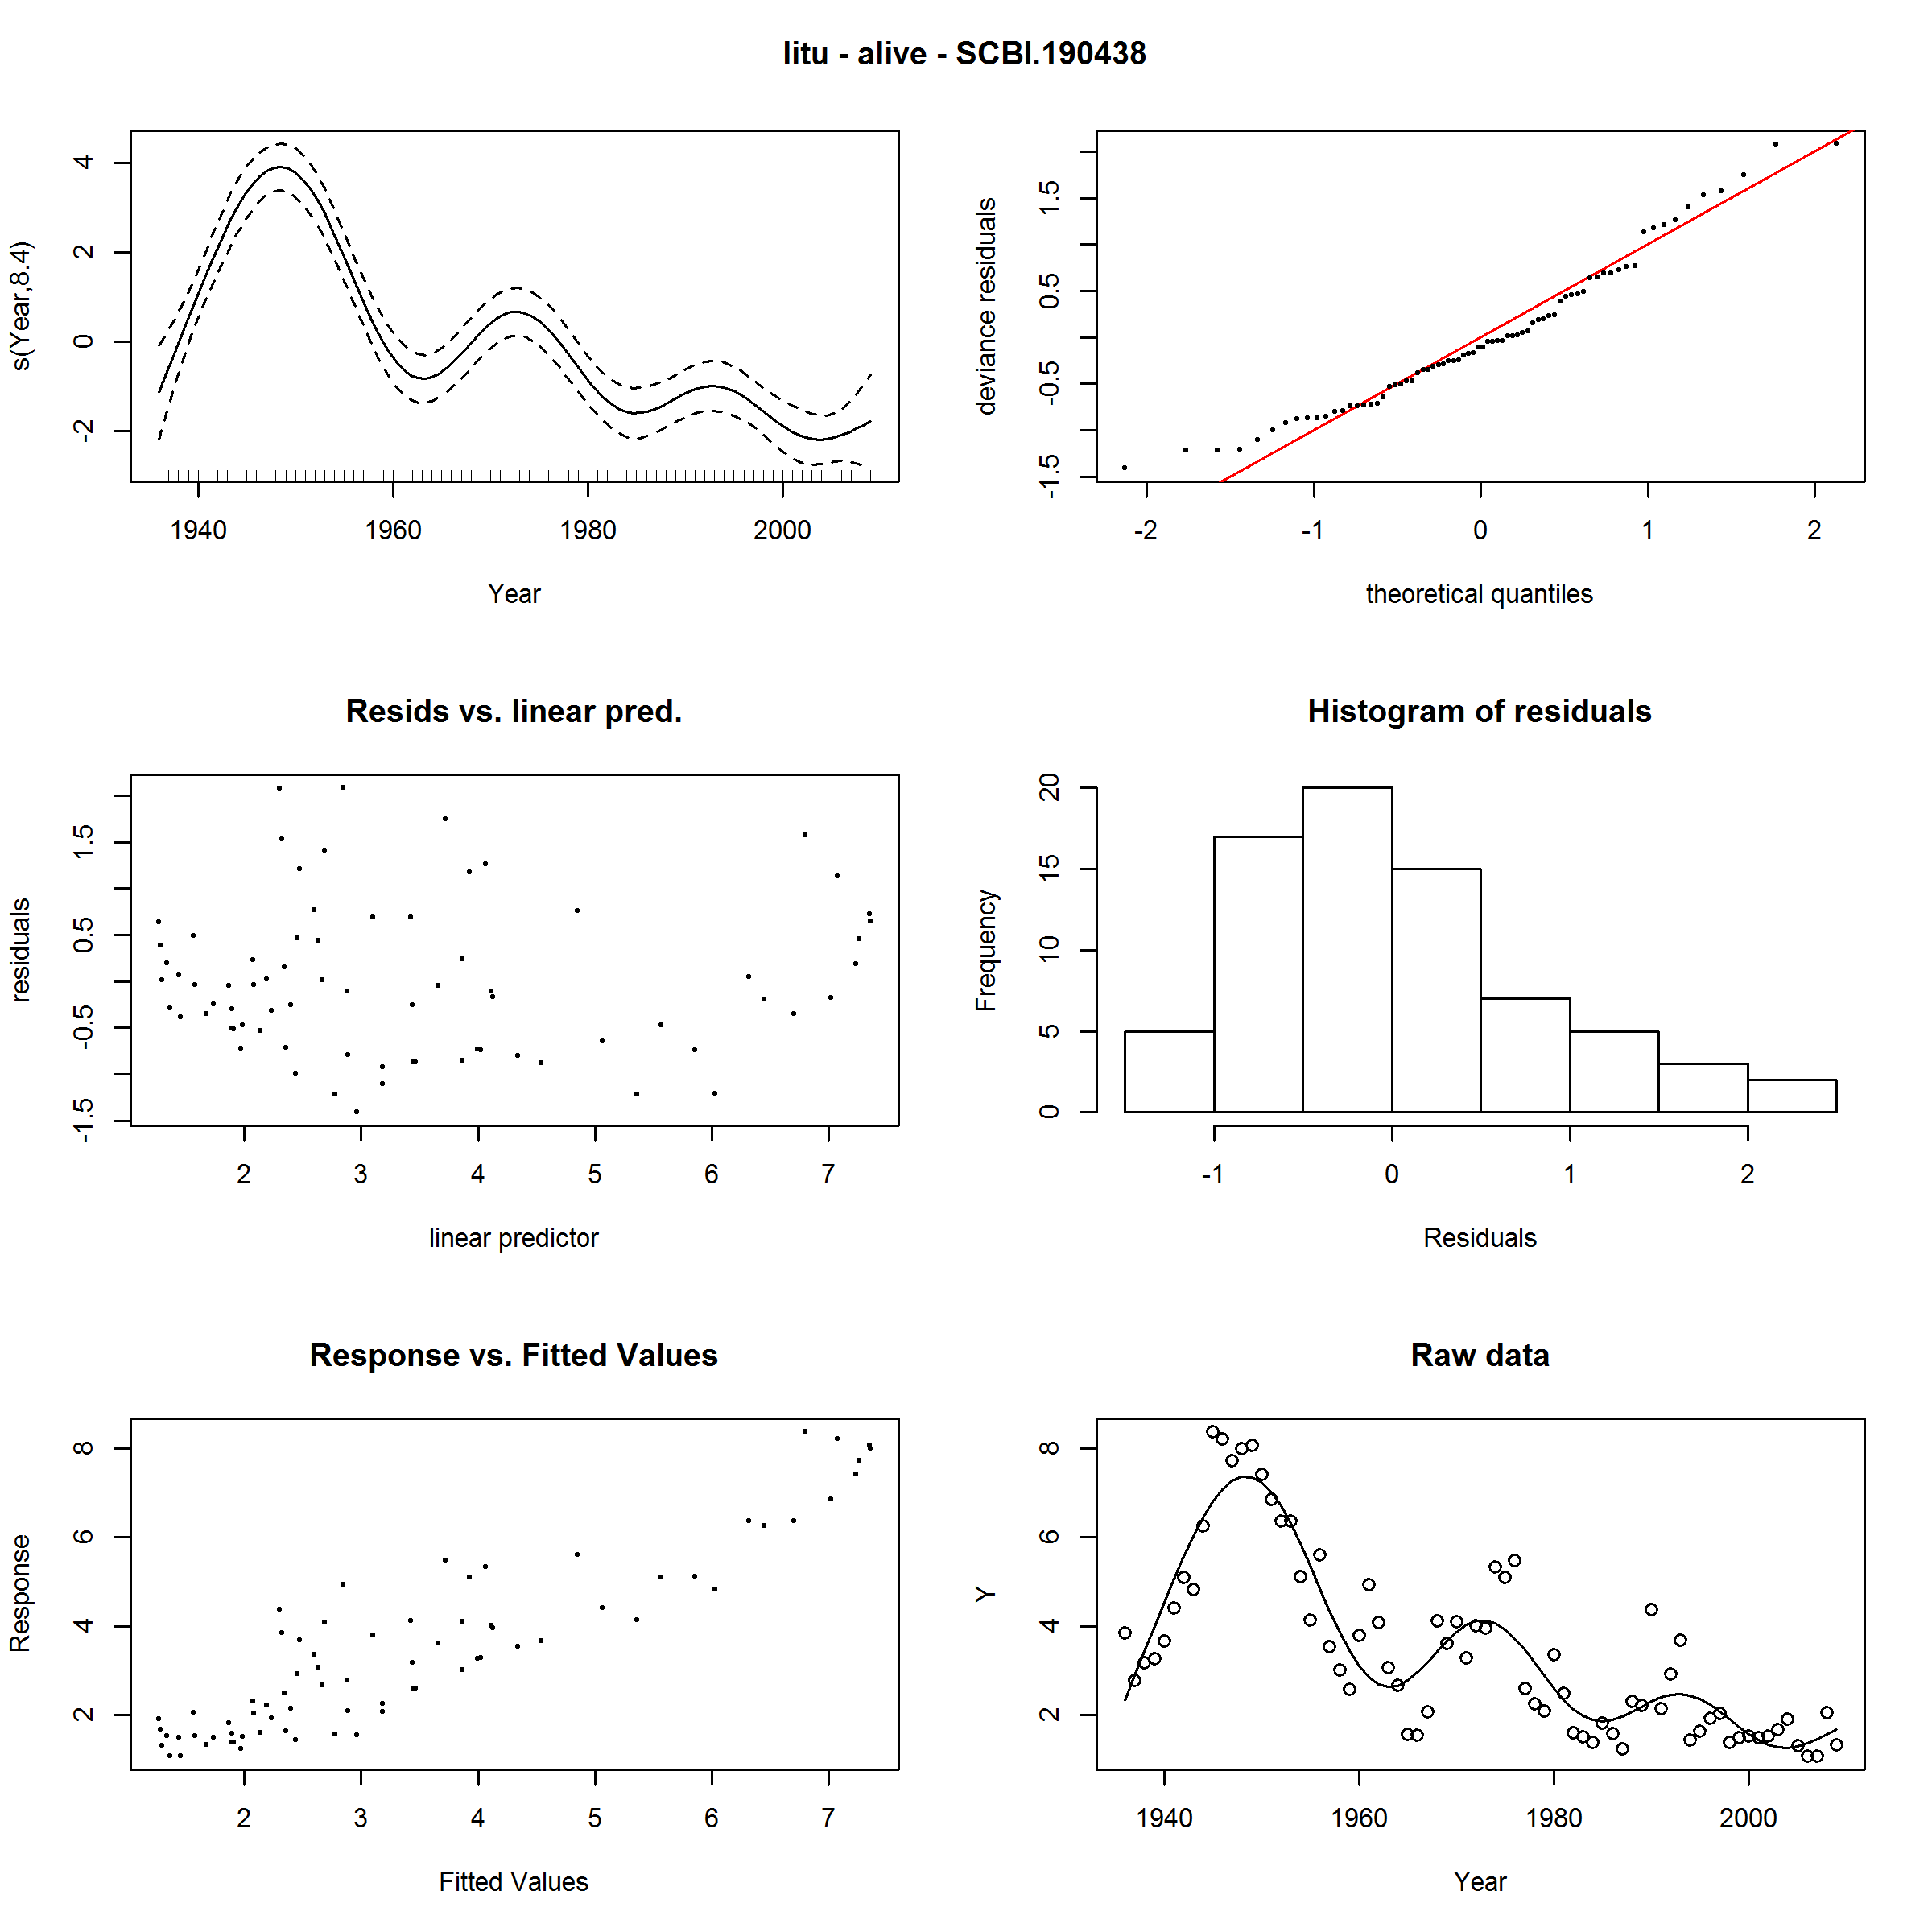 litu - alive - SCBI.190438
s(Year,8.4)
4
2
0
-2
1940 1960 1980 2000
Year
deviance residuals
1.5
0.5
-0.5
-1.5
-2 -1 0 1 2
theoretical quantiles
Resids vs. linear pred.
residuals
1.5
0.5
-0.5
-1.5
2 3 4 5 6 7
linear predictor
Histogram of residuals
Frequency
20
15
10
5
0
-1 0 1 2
Residuals
Response vs. Fitted Values
Response
8
6
4
2
2 3 4 5 6 7
Fitted Values
Raw data
Y
8
6
4
2
1940 1960 1980 2000
Year